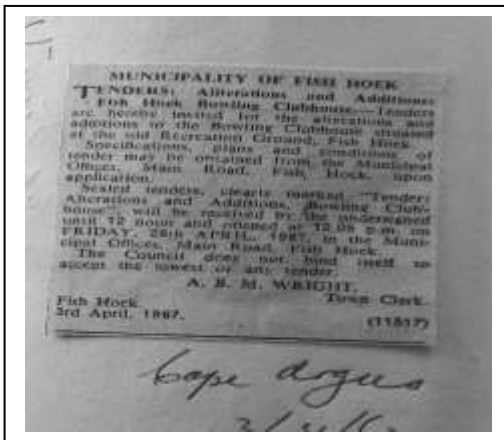 MUNICIPALITY OF FISH HOEK
TENDERS: Alterations and Additions:
Fish Hoek Bowling Clubhouse.—Tenders
are hereby invited for the alterations and
additions to the Bowling Clubhouse situated
at the old Recreation Ground, Fish Hoek.
Specifications, plans and conditions of
tender may be obtained from the Municipal
Offices, Main Road, Fish Hoek, upon
application.
Sealed tenders, clearly marked "Tender:
Alterations and Additions, Bowling Club-
house", will be received by the undersigned
until 12 noon and opened at 12.05 p.m. on
FRIDAY, 28th APRIL, 1967, in the Muni-
cipal Offices, Main Road, Fish Hoek.
The Council does not bind itself to
accept the lowest or any tender.
A. B. M. WRIGHT,
Town Clerk.
Fish Hoek.
3rd April, 1967.
(11517)
Cape Argus